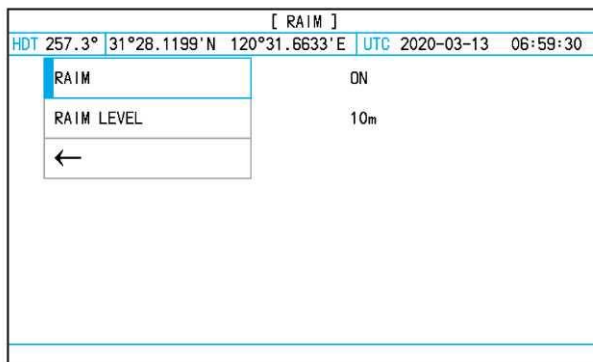 [ RAIM ]
HDT 257.3° 31°28.1199'N 120°31.6633'E UTC 2020-03-13 06:59:30
RAIM ON
RAIM LEVEL 10m
←